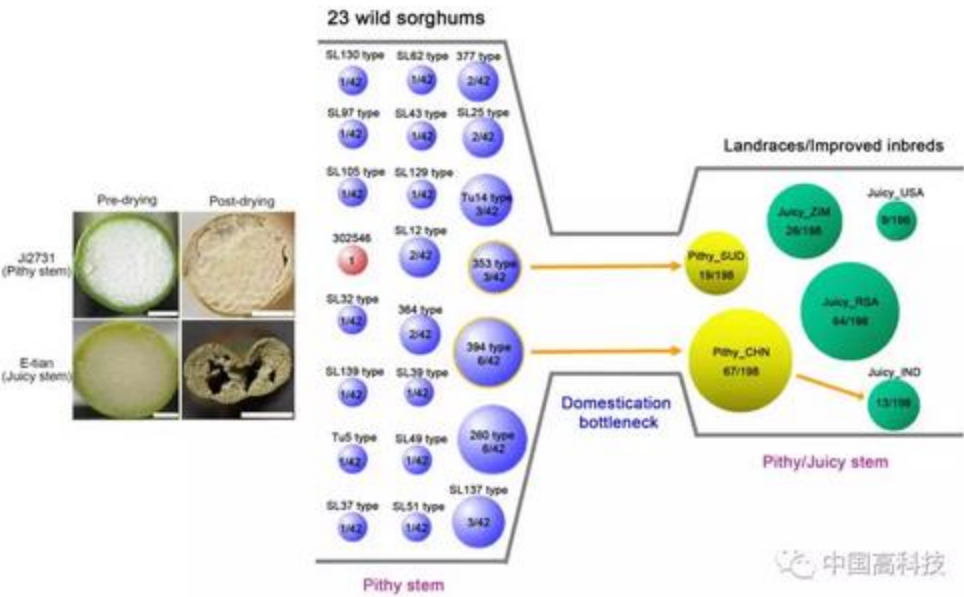 23 wild sorghums
SL130 type
SL62 type
377 type
1/42
1/42
2/42
SL97 type
SL43 type
SL25 type
1/42
1/42
2/42
SL105 type
SL129 type
Tu14 type
1/42
1/42
3/42
302546
SL12 type
353 type
1
2/42
3/42
SL32 type
364 type
394 type
1/42
2/42
6/42
SL139 type
SL39 type
260 type
1/42
1/42
6/42
Tu5 type
SL49 type
SL137 type
1/42
1/42
3/42
SL37 type
SL51 type
1/42
1/42
Pithy stem
Pre-drying
Post-drying
Ji2731
(Pithy stem)
E-tian
(Juicy stem)
Domestication
bottleneck
Landraces/Improved inbreds
Juicy_ZIM
26/198
Juicy_USA
9/198
Pithy_SUD
19/198
Juicy_RSA
64/198
Pithy_CHN
67/198
Juicy_IND
13/198
Pithy/Juicy stem
中国高科技